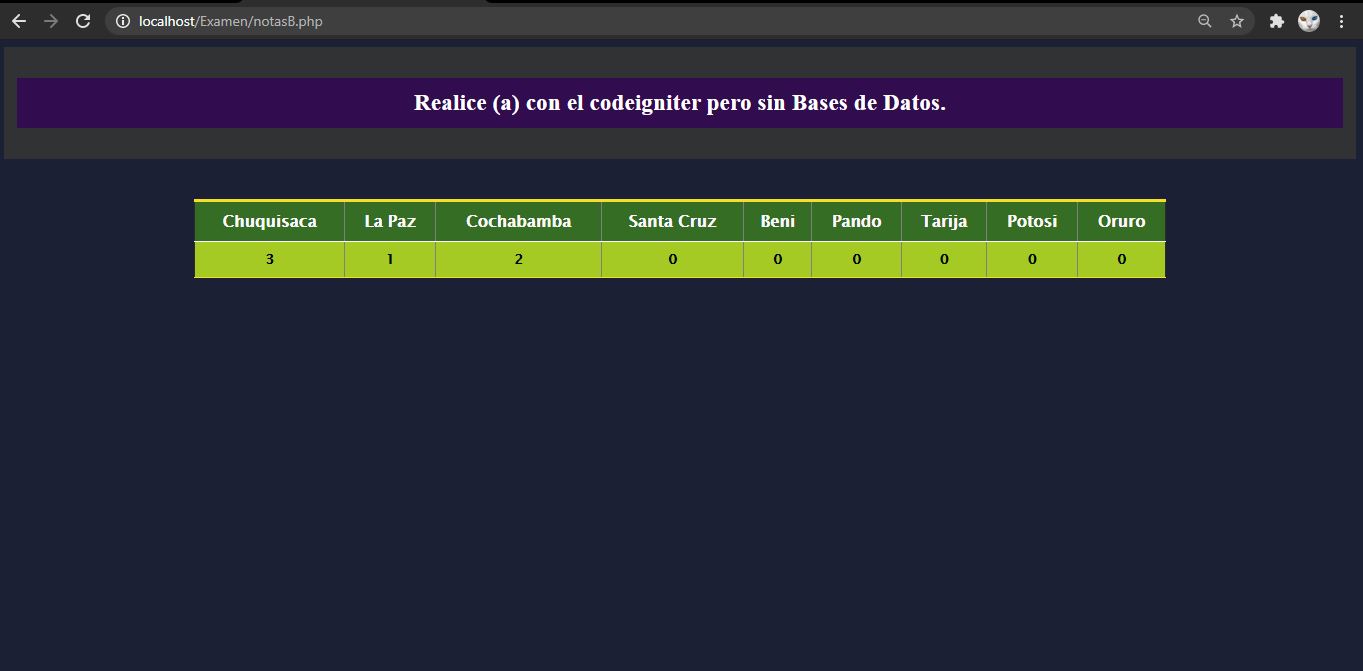 localhost/Examen/notasB.php
Realice (a) con el codeigniter pero sin Bases de Datos.
Chuquisaca La Paz Cochabamba Santa Cruz Beni Pando Tarija Potosi Oruro
3 1 2 0 0 0 0 0 0